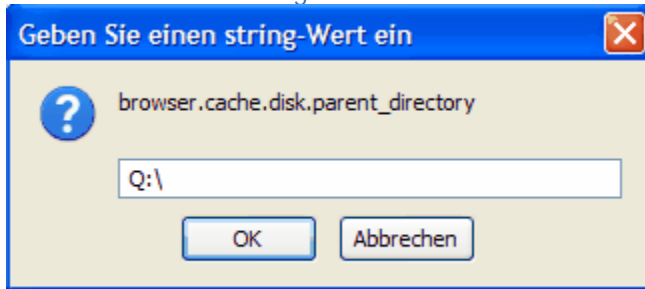 Geben Sie einen string-Wert ein
browser.cache.disk.parent_directory
Q:\
OK
Abbrechen